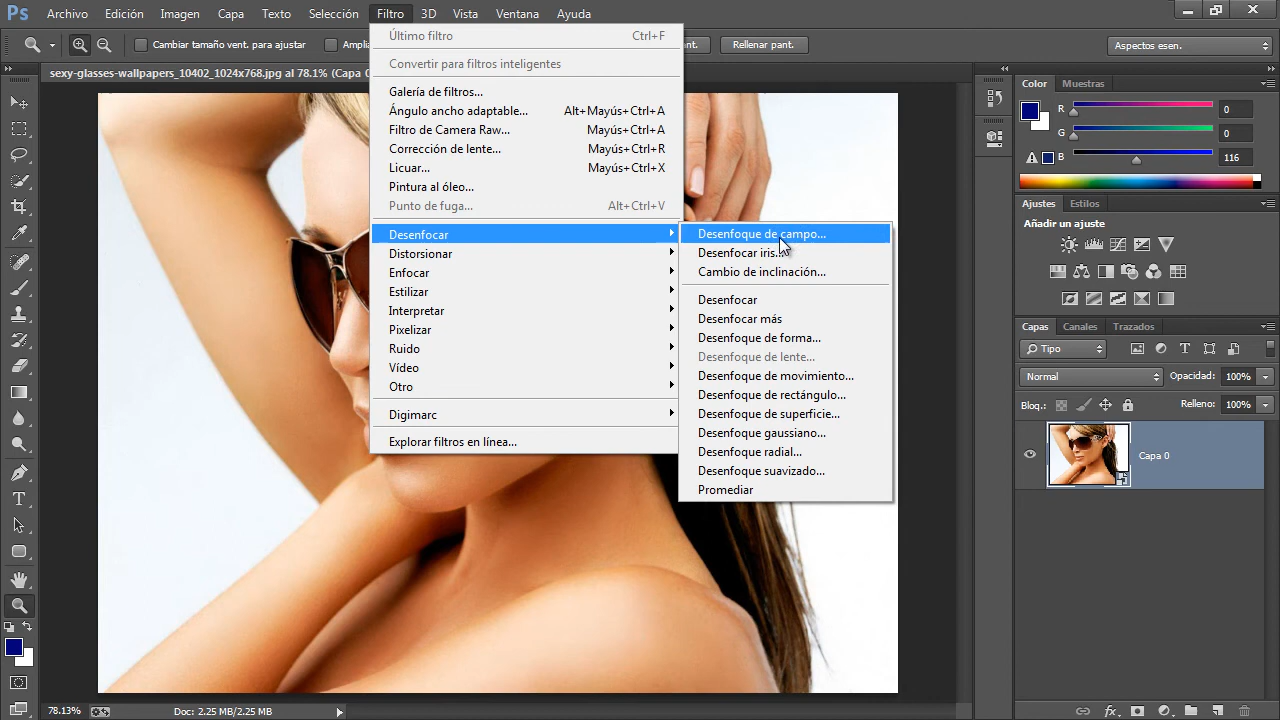 Ps Archivo Edición Imagen Capa Texto Selección Filtro 3D Vista Ventana Ayuda
Cambiar tamaño vent. para ajustar
Rellenar pant.
Aspectos esen.
sexy-glasses-wallpapers_10402_1024x768.jpg al 78.1% (Capa 0
Último filtro Ctrl+F
Convertir para filtros inteligentes
Galería de filtros...
Ángulo ancho adaptable... Alt+Mayús+Ctrl+A
Filtro de Camera Raw... Mayús+Ctrl+A
Corrección de lente... Mayús+Ctrl+R
Licuar... Mayús+Ctrl+X
Pintura al óleo...
Punto de fuga... Alt+Ctrl+V
Desenfocar
Distorsionar
Enfocar
Estilizar
Interpretar
Pixelizar
Ruido
Vídeo
Otro
Digimarc
Explorar filtros en línea...
Desenfoque de campo...
Desenfocar iris...
Cambio de inclinación...
Desenfocar
Desenfocar más
Desenfoque de forma...
Desenfoque de lente...
Desenfoque de movimiento...
Desenfoque de rectángulo...
Desenfoque de superficie...
Desenfoque gaussiano...
Desenfoque radial...
Desenfoque suavizado...
Promediar
Color Muestras
R 0
G 0
B 116
Ajustes Estilos
Añadir un ajuste
Capas Canales Trazados
Tipo
Normal Opacidad: 100%
Bloq.: Relleno: 100%
Capa 0
78.13% Doc: 2.25 MB/2.25 MB